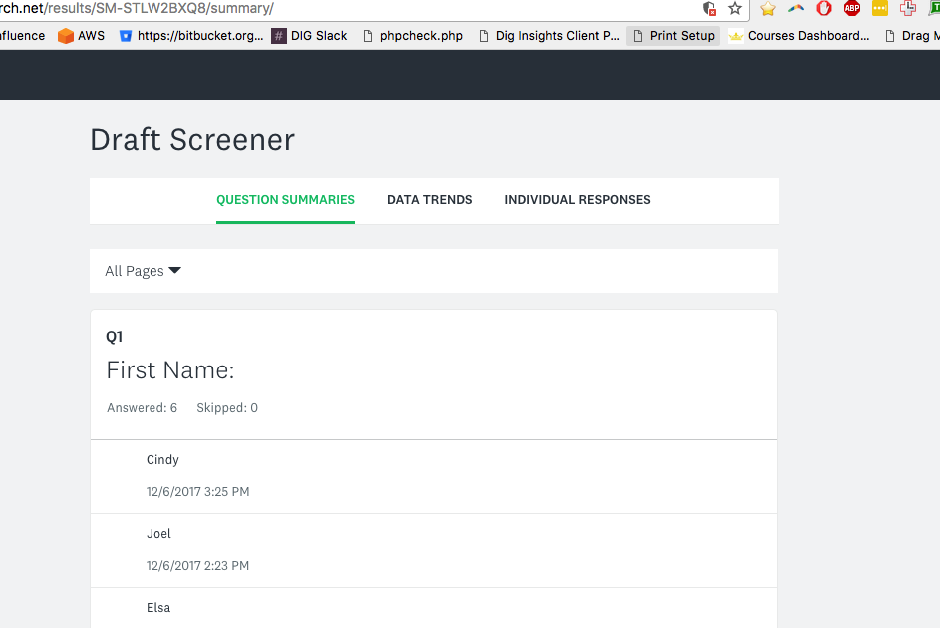 rch.net/results/SM-STLW2BXQ8/summary/
ABP
nfluence AWS https://bitbucket.org... # DIG Slack phpcheck.php Dig Insights Client P... Print Setup Courses Dashboard... Drag M
Draft Screener
QUESTION SUMMARIES DATA TRENDS INDIVIDUAL RESPONSES
All Pages
Q1
First Name:
Answered: 6 Skipped: 0
Cindy
12/6/2017 3:25 PM
Joel
12/6/2017 2:23 PM
Elsa